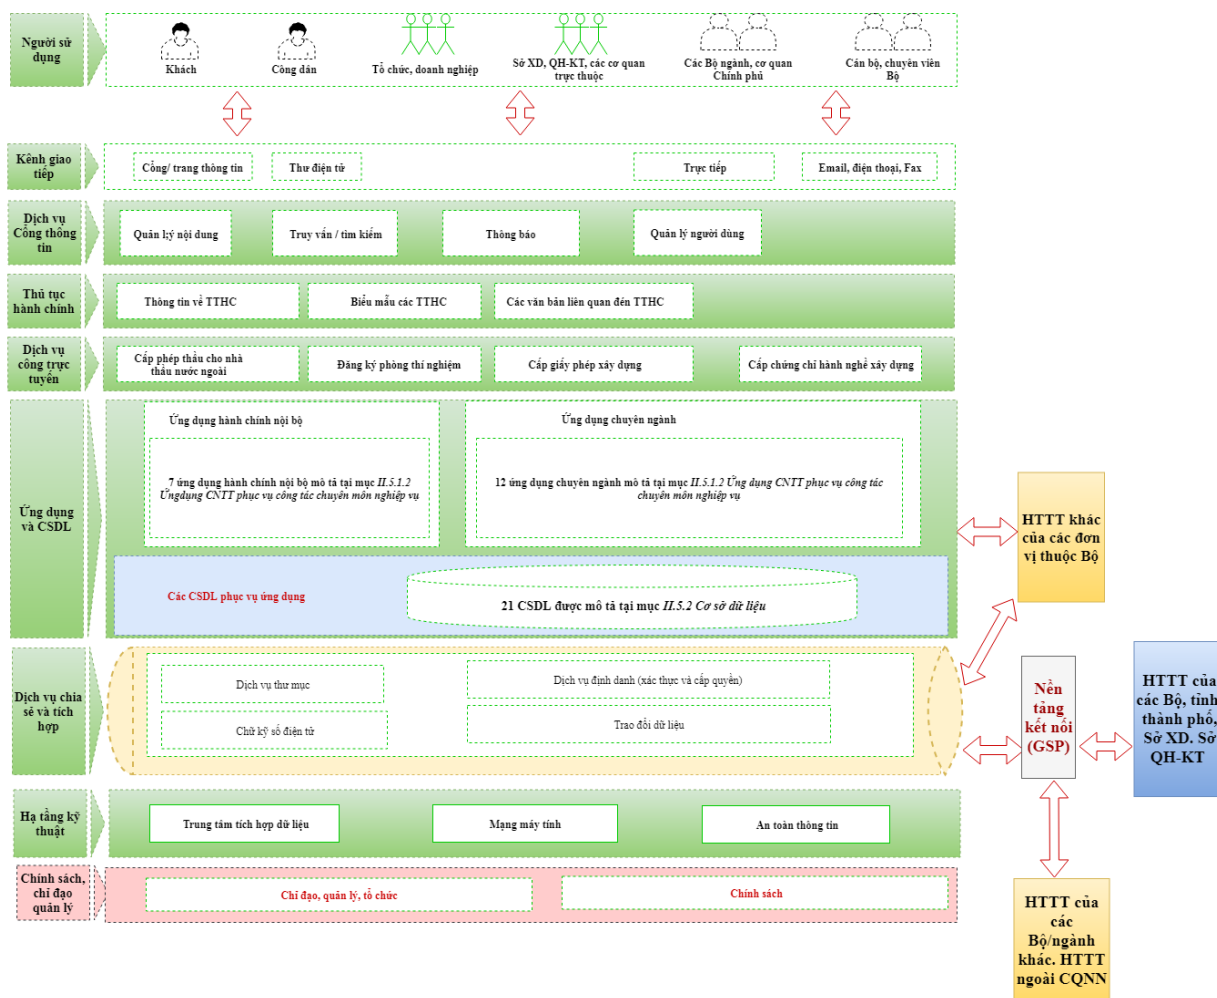 Người sử
dụng
Khách
Công dân
Tổ chức, doanh nghiệp
Sở XD, QH-KT, các cơ quan
trực thuộc
Các Bộ ngành, cơ quan
Chính phủ
Cán bộ, chuyên viên
Bộ
Kênh giao
tiếp
Cổng/ trang thông tin
Thư điện tử
Trực tiếp
Email, điện thoại, Fax
Dịch vụ
Cổng thông
tin
Quản l;ý nội dung
Truy vấn / tìm kiếm
Thông báo
Quản lý người dùng
Thủ tục
hành chính
Thông tin về TTHC
Biểu mẫu các TTHC
Các văn bản liên quan đén TTHC
Dịch vụ
công trực
tuyến
Cấp phép thầu cho nhà
thầu nước ngoài
Đăng ký phòng thí nghiệm
Cấp giấy phép xây dựng
Cấp chứng chỉ hành nghề xây dựng
Ứng dụng
và CSDL
Ứng dụng hành chính nội bộ
7 ứng dụng hành chính nội bộ mô tả tại mục II.5.1.2
Ứngdụng CNTT phục vụ công tác chuyên môn nghiệp vụ
Ứng dụng chuyên ngành
12 ứng dụng chuyên ngành mô tả tại mục II.5.1.2 Ứng dụng CNTT phục vụ công tác
chuyên môn nghiệp vụ
Các CSDL phục vụ ứng dụng
21 CSDL được mô tả tại mục II.5.2 Cơ sở dữ liệu
HTTT khác
của các đơn
vị thuộc Bộ
Dịch vụ chia
sẻ và tích
hợp
Dịch vụ thư mục
Dịch vụ định danh (xác thực và cấp quyền)
Chữ ký số điện tử
Trao đổi dữ liệu
Nền
tảng
kết nối
(GSP)
HTTT của
các Bộ, tỉnh
thành phố,
Sở XD. Sở
QH-KT
Hạ tầng kỹ
thuật
Trung tâm tích hợp dữ liệu
Mạng máy tính
An toàn thông tin
Chính sách,
chỉ đạo
quản lý
Chỉ đạo, quản lý, tổ chức
Chính sách
HTTT của
các
Bộ/ngành
khác. HTTT
ngoài CQNN